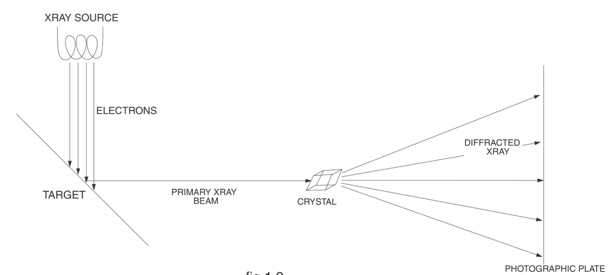 XRAY SOURCE
ELECTRONS
TARGET
PRIMARY XRAY
BEAM
CRYSTAL
DIFFRACTED
XRAY
PHOTOGRAPHIC PLATE